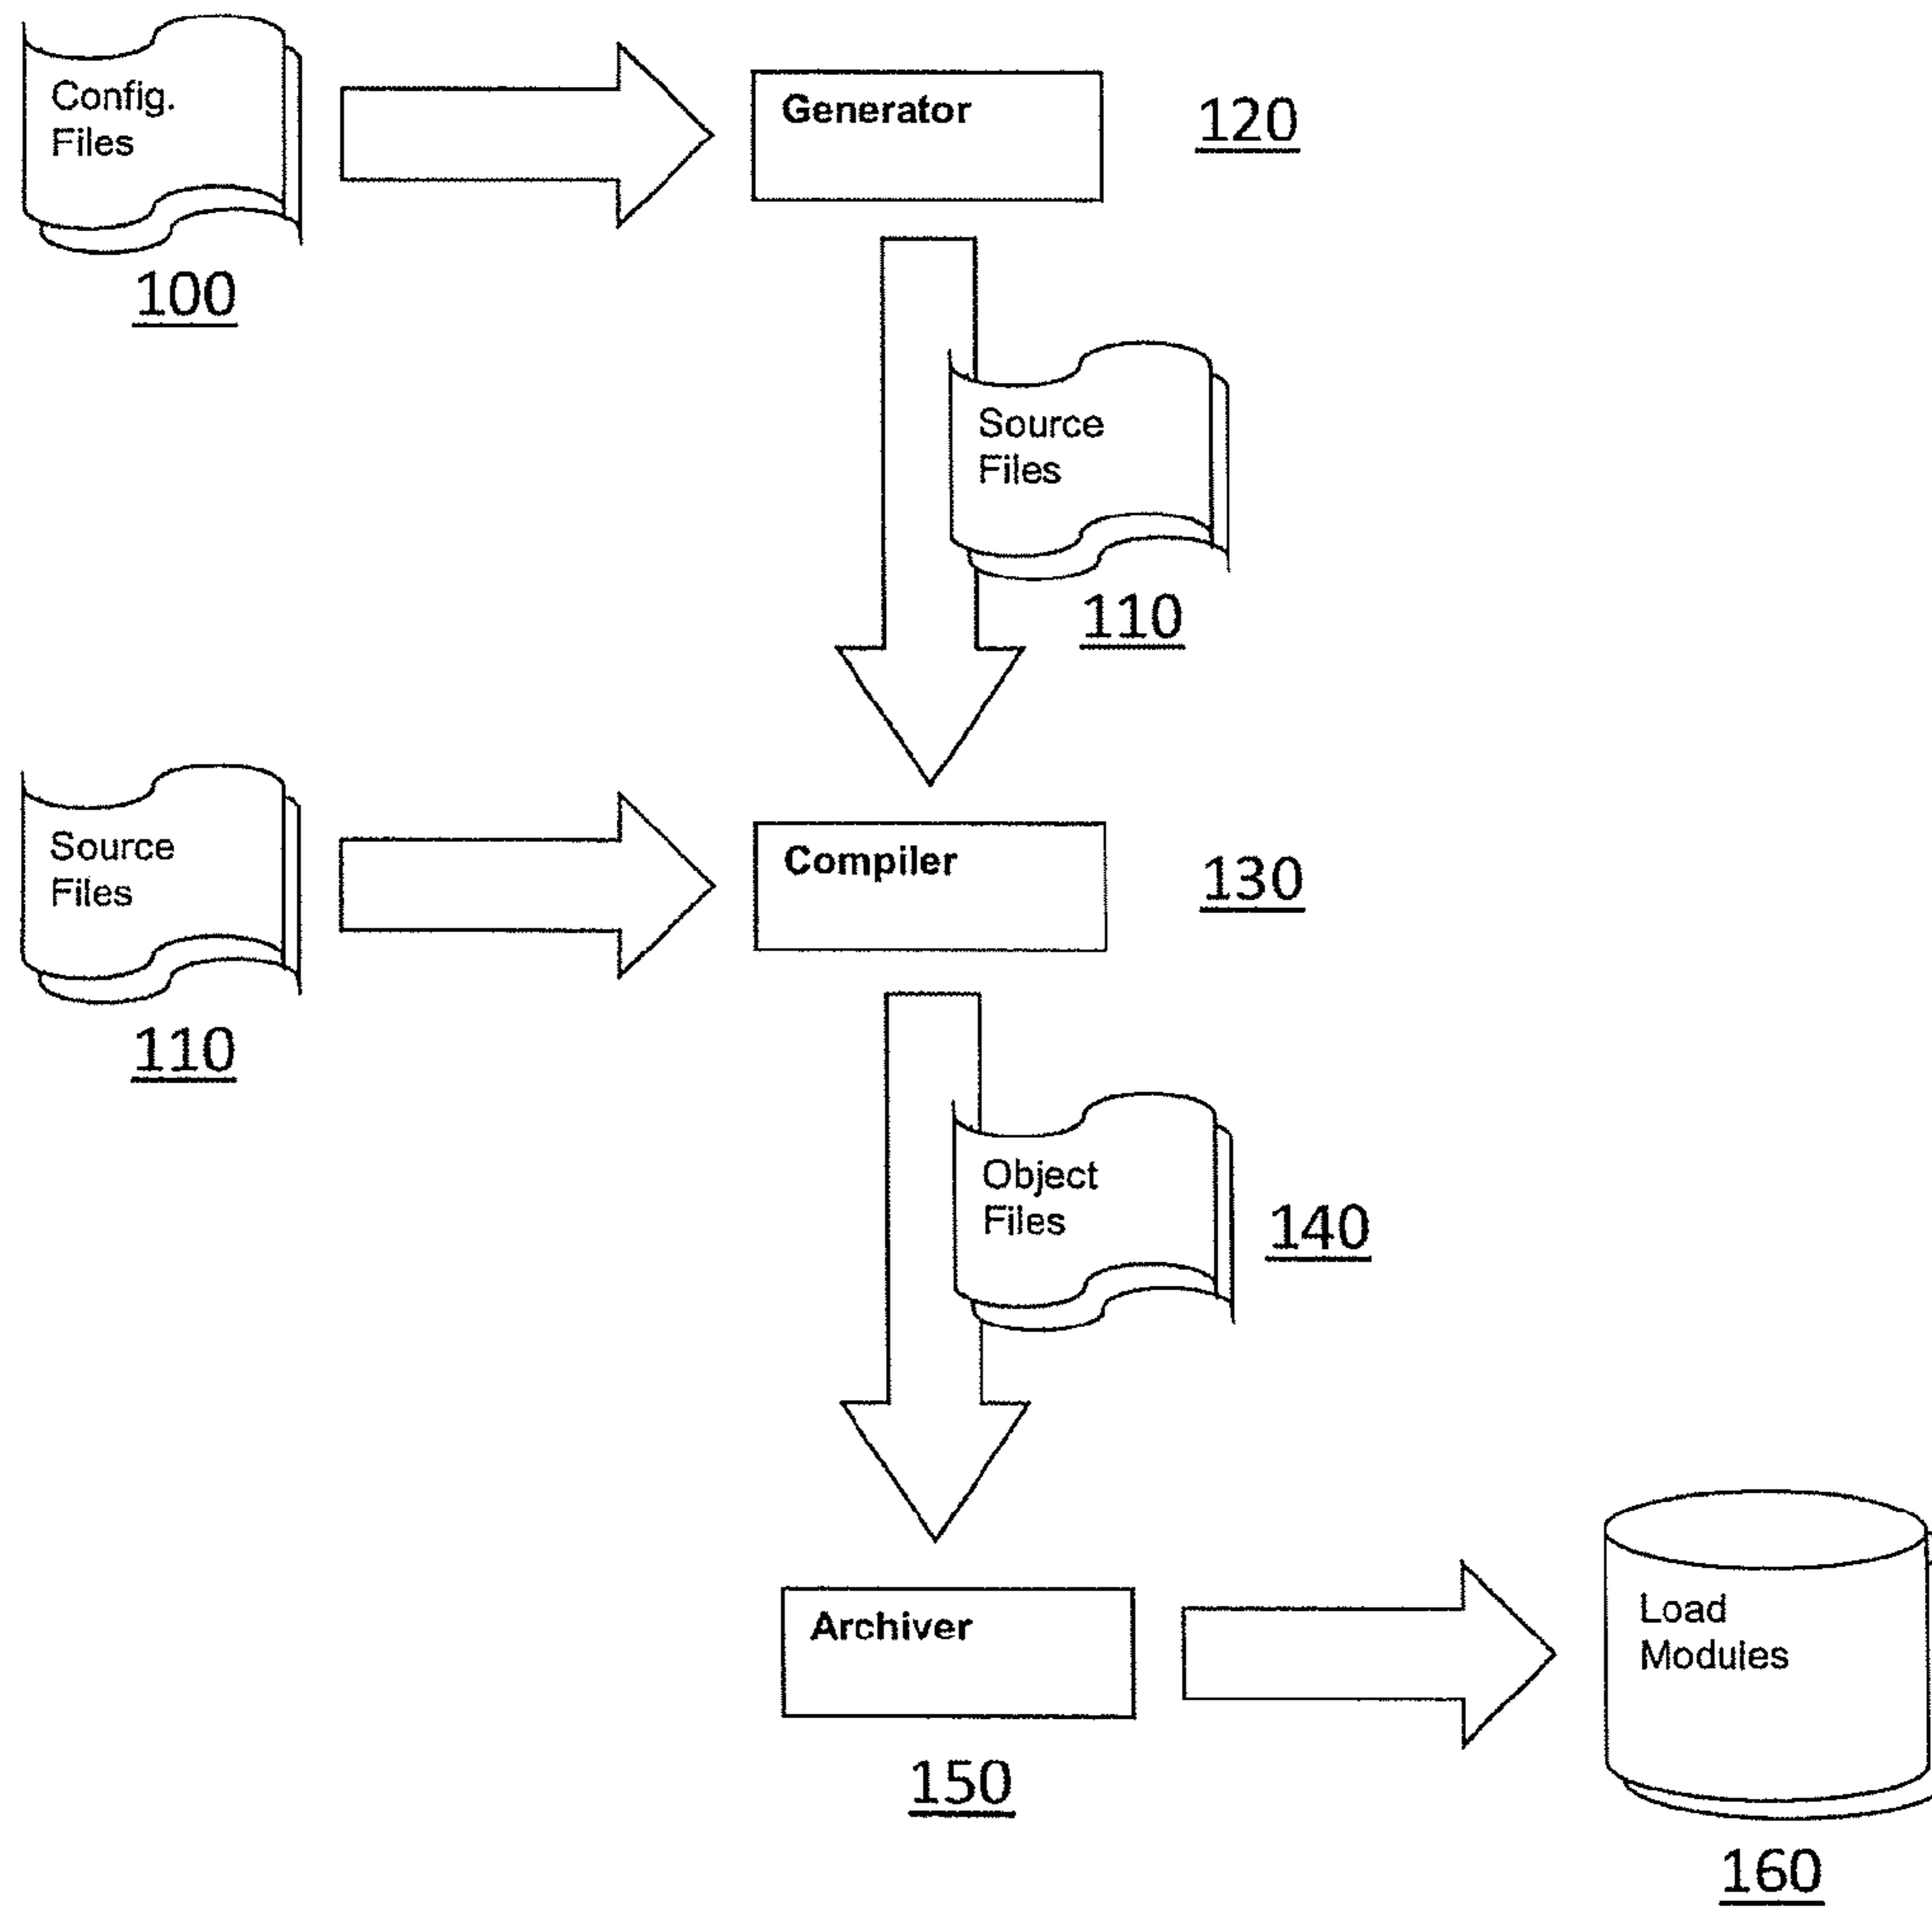 Config.
Files
100
Generator
120
Source
Files
110
Source
Files
110
Compiler
130
Object
Files
140
Archiver
150
Load
Modules
160